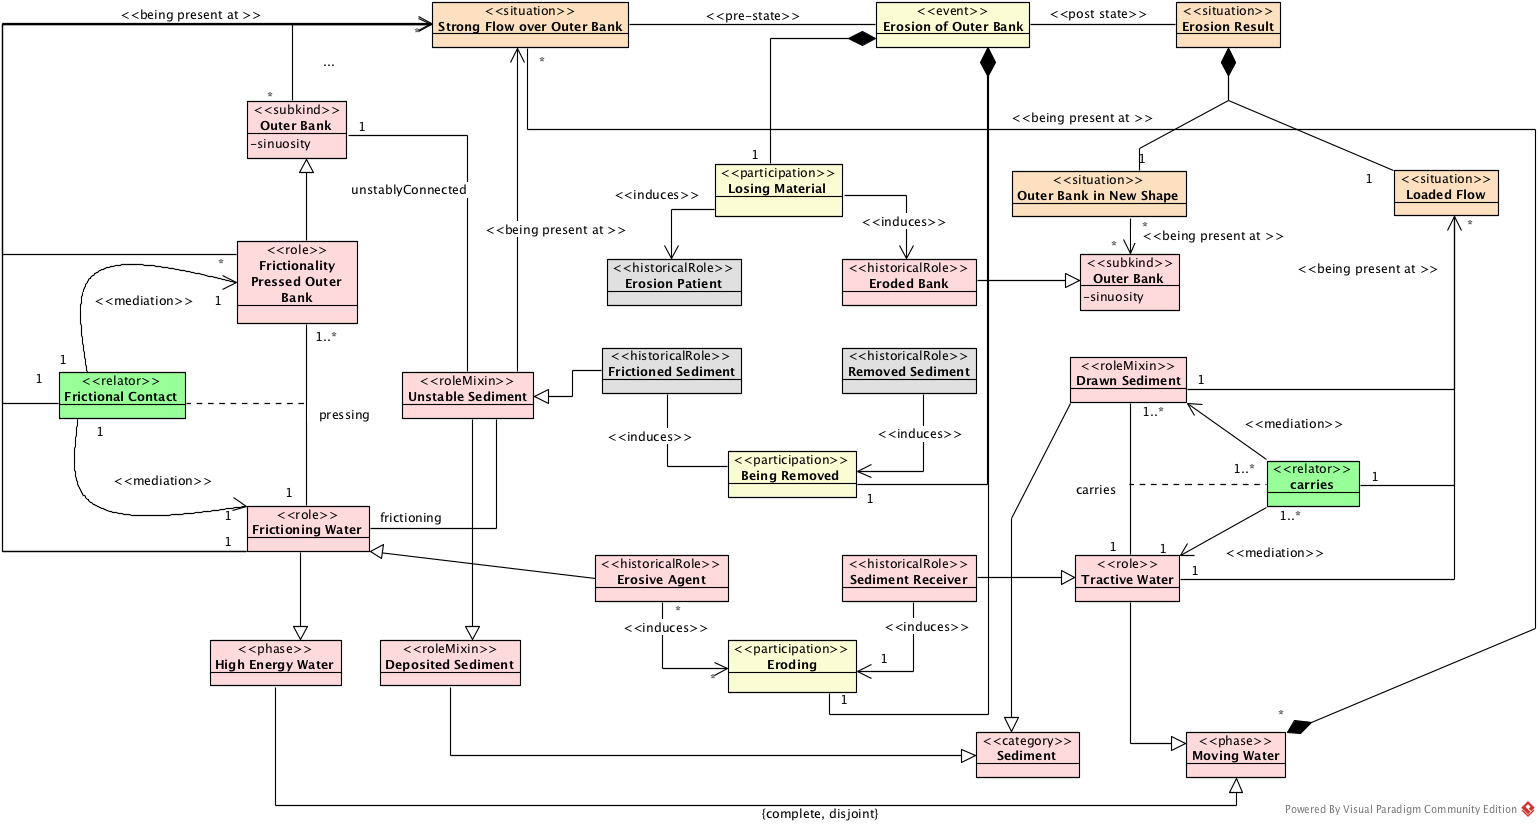 <<being present at >>
*
*
<<situation>>
Strong Flow over Outer Bank
<<pre-state>>
<<event>>
Erosion of Outer Bank
<<post state>>
<<situation>>
Erosion Result
...
*
*
<<subkind>>
Outer Bank
-sinuosity
1
<<being present at >>
unstablyConnected
1
<<participation>>
Losing Material
1
<<situation>>
Outer Bank in New Shape
1
<<situation>>
Loaded Flow
<<induces>>
<<induces>>
*
*
<<being present at >>
*
<<being present at >>
<<being present at >>
*
<<role>>
Frictionality
Pressed Outer
Bank
<<mediation>>
1
1..*
<<historicalRole>>
Erosion Patient
<<historicalRole>>
Eroded Bank
<<subkind>>
Outer Bank
-sinuosity
1
1
<<relator>>
Frictional Contact
1
pressing
<<roleMixin>>
Unstable Sediment
<<historicalRole>>
Frictioned Sediment
<<historicalRole>>
Removed Sediment
<<roleMixin>>
Drawn Sediment
1
1..*
<<mediation>>
<<induces>>
<<induces>>
<<mediation>>
<<participation>>
Being Removed
1
1..*
<<relator>>
carries
1
carries
1..*
1
1
1
<<role>>
Frictioning Water
frictioning
1
1
<<mediation>>
<<historicalRole>>
Erosive Agent
*
<<historicalRole>>
Sediment Receiver
<<role>>
Tractive Water
1
<<induces>>
<<induces>>
<<phase>>
High Energy Water
<<roleMixin>>
Deposited Sediment
*
<<participation>>
Eroding
1
1
*
<<category>>
Sediment
<<phase>>
Moving Water
{complete, disjoint}
Powered By Visual Paradigm Community Edition